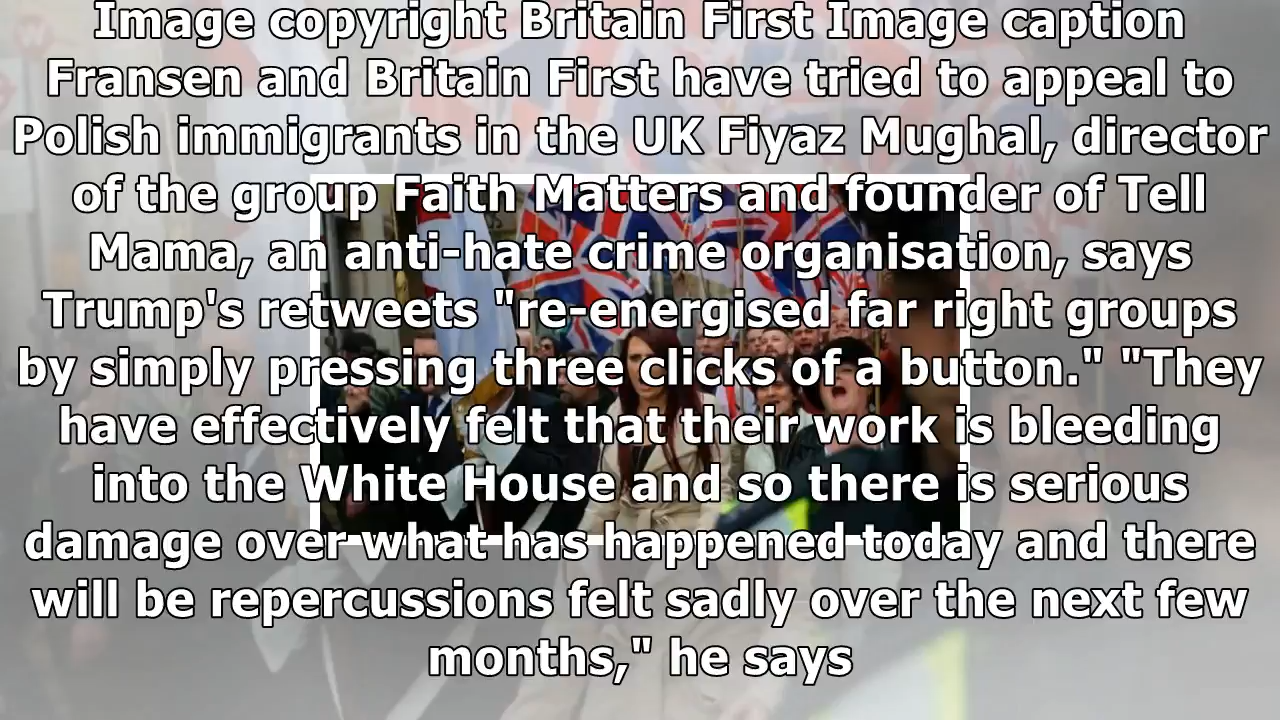 Image copyright Britain First Image caption
Fransen and Britain First have tried to appeal to
Polish immigrants in the UK Fiyaz Mughal, director
of the group Faith Matters and founder of Tell
Mama, an anti-hate crime organisation, says
Trump's retweets "re-energised far right groups
by simply pressing three clicks of a button." "They
have effectively felt that their work is bleeding
into the White House and so there is serious
damage over what has happened today and there
will be repercussions felt sadly over the next few
months," he says